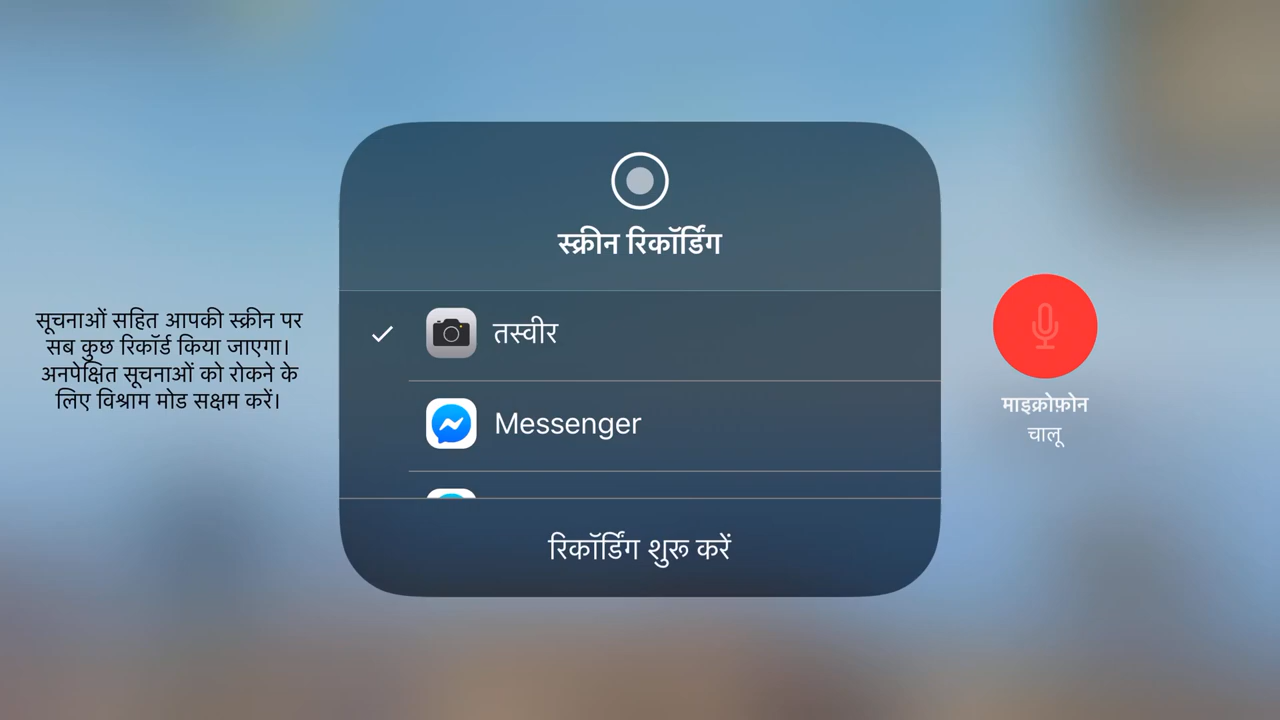 स्क्रीन रिकॉर्डिंग
सूचनाओं सहित आपकी स्क्रीन पर
सब कुछ रिकॉर्ड किया जाएगा।
अनपेक्षित सूचनाओं को रोकने के
लिए विश्राम मोड सक्षम करें।
तस्वीर
Messenger
रिकॉर्डिंग शुरू करें
माइक्रोफ़ोन
चालू